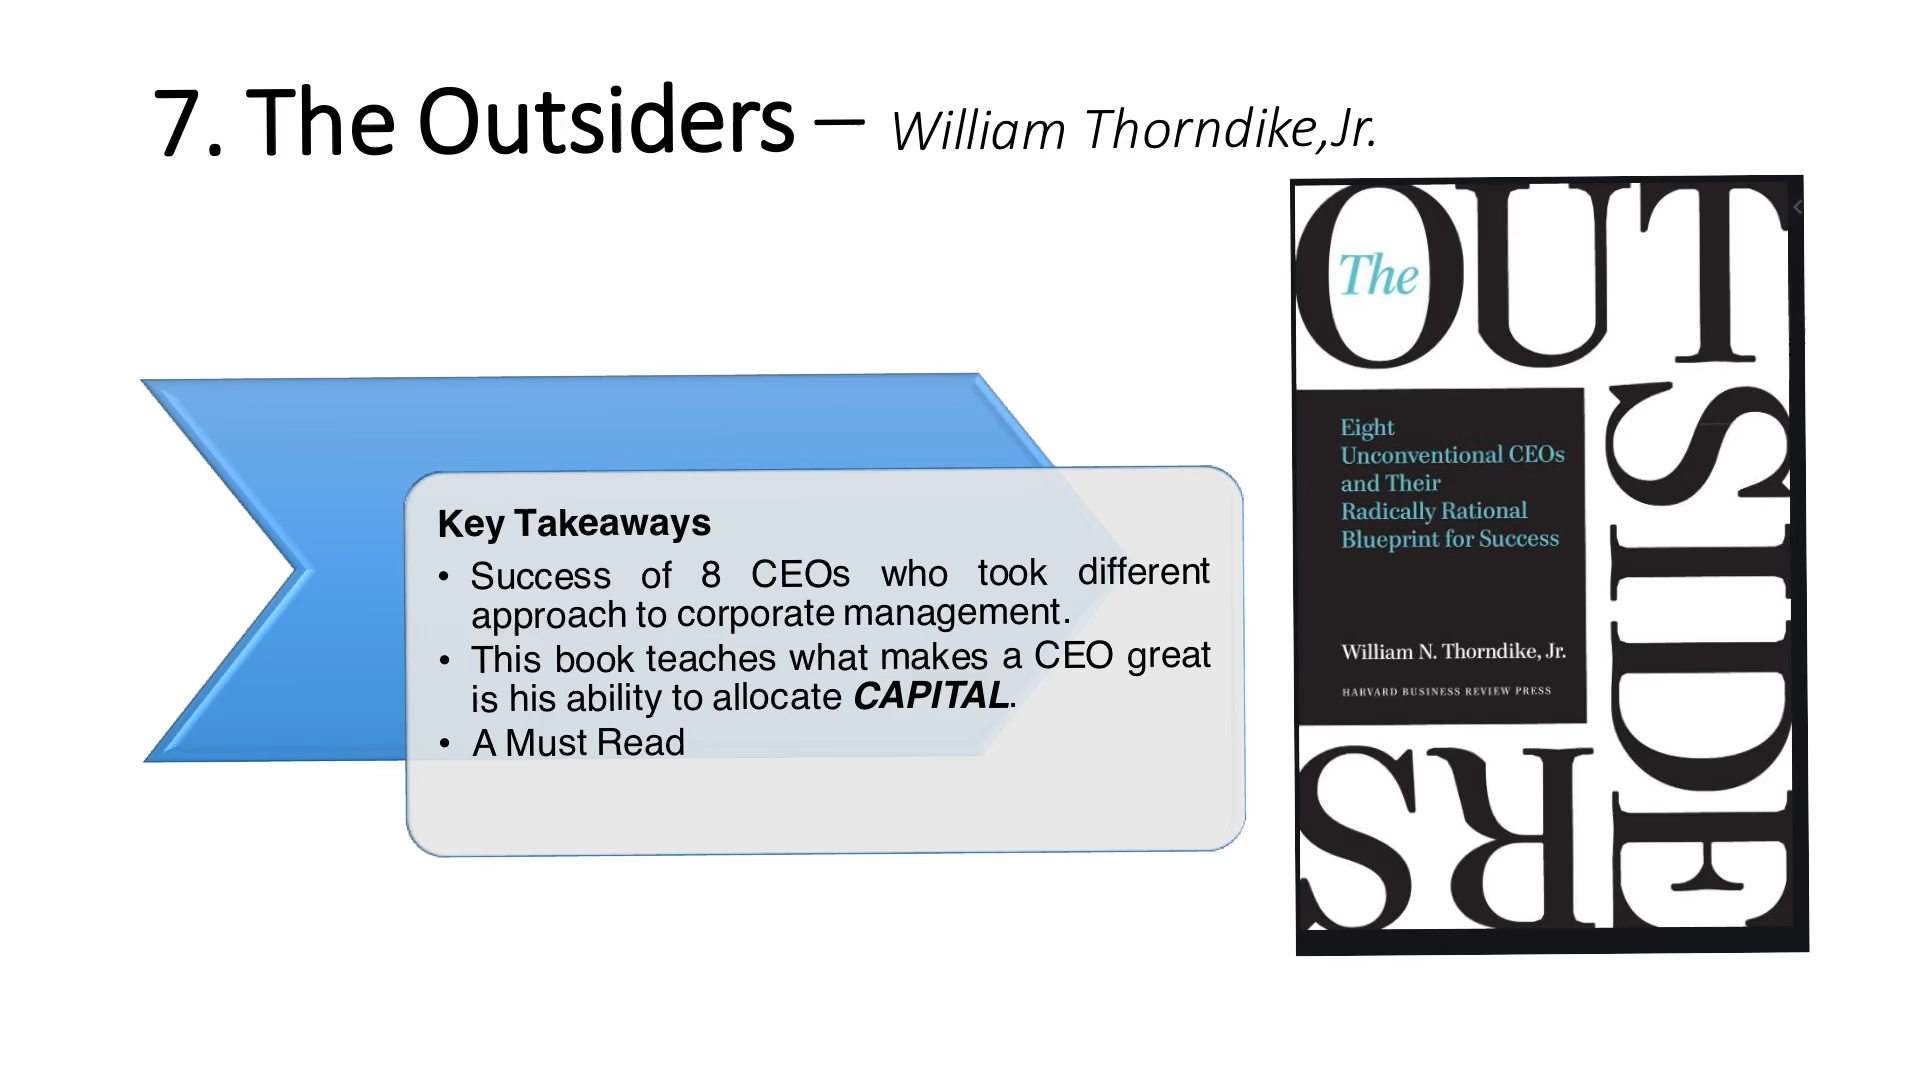 7. The Outsiders – William Thorndike,Jr.
Key Takeaways
• Success of 8 CEOs who took different
approach to corporate management.
• This book teaches what makes a CEO great
is his ability to allocate CAPITAL.
• A Must Read
The
OUTSIDERS
Eight
Unconventional CEOs
and Their
Radically Rational
Blueprint for Success
William N. Thorndike, Jr.
HARVARD BUSINESS REVIEW PRESS